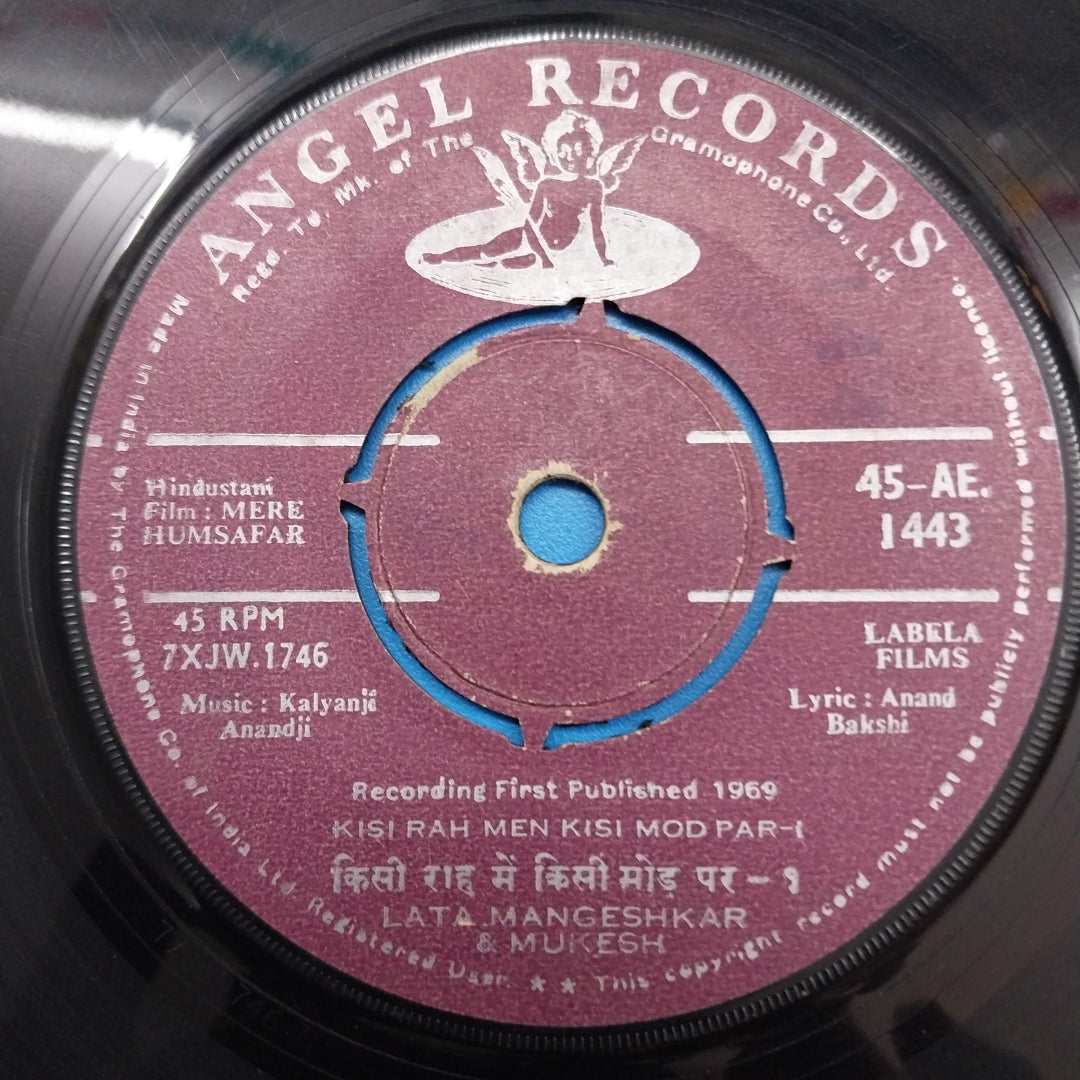 ANGEL RECORDS
Regd. Td. Mk. of The Gramophone Co., Ltd.
Hindustani
Film : MERE
HUMSAFAR
45-AE.
1443
45 RPM
7XJW.1746
LABELA
FILMS
Music : Kalyanji
Anandji
Lyric : Anand
Bakshi
Recording First Published 1969
KISI RAH MEN KISI MOD PAR-I
किसी राह में किसी मोड़ पर - १
LATA MANGESHKAR
& MUKESH
Made in India by The Gramophone Co. of India Ltd. Registered User. ★ ★ This copyright record must not be publicly performed without licence.